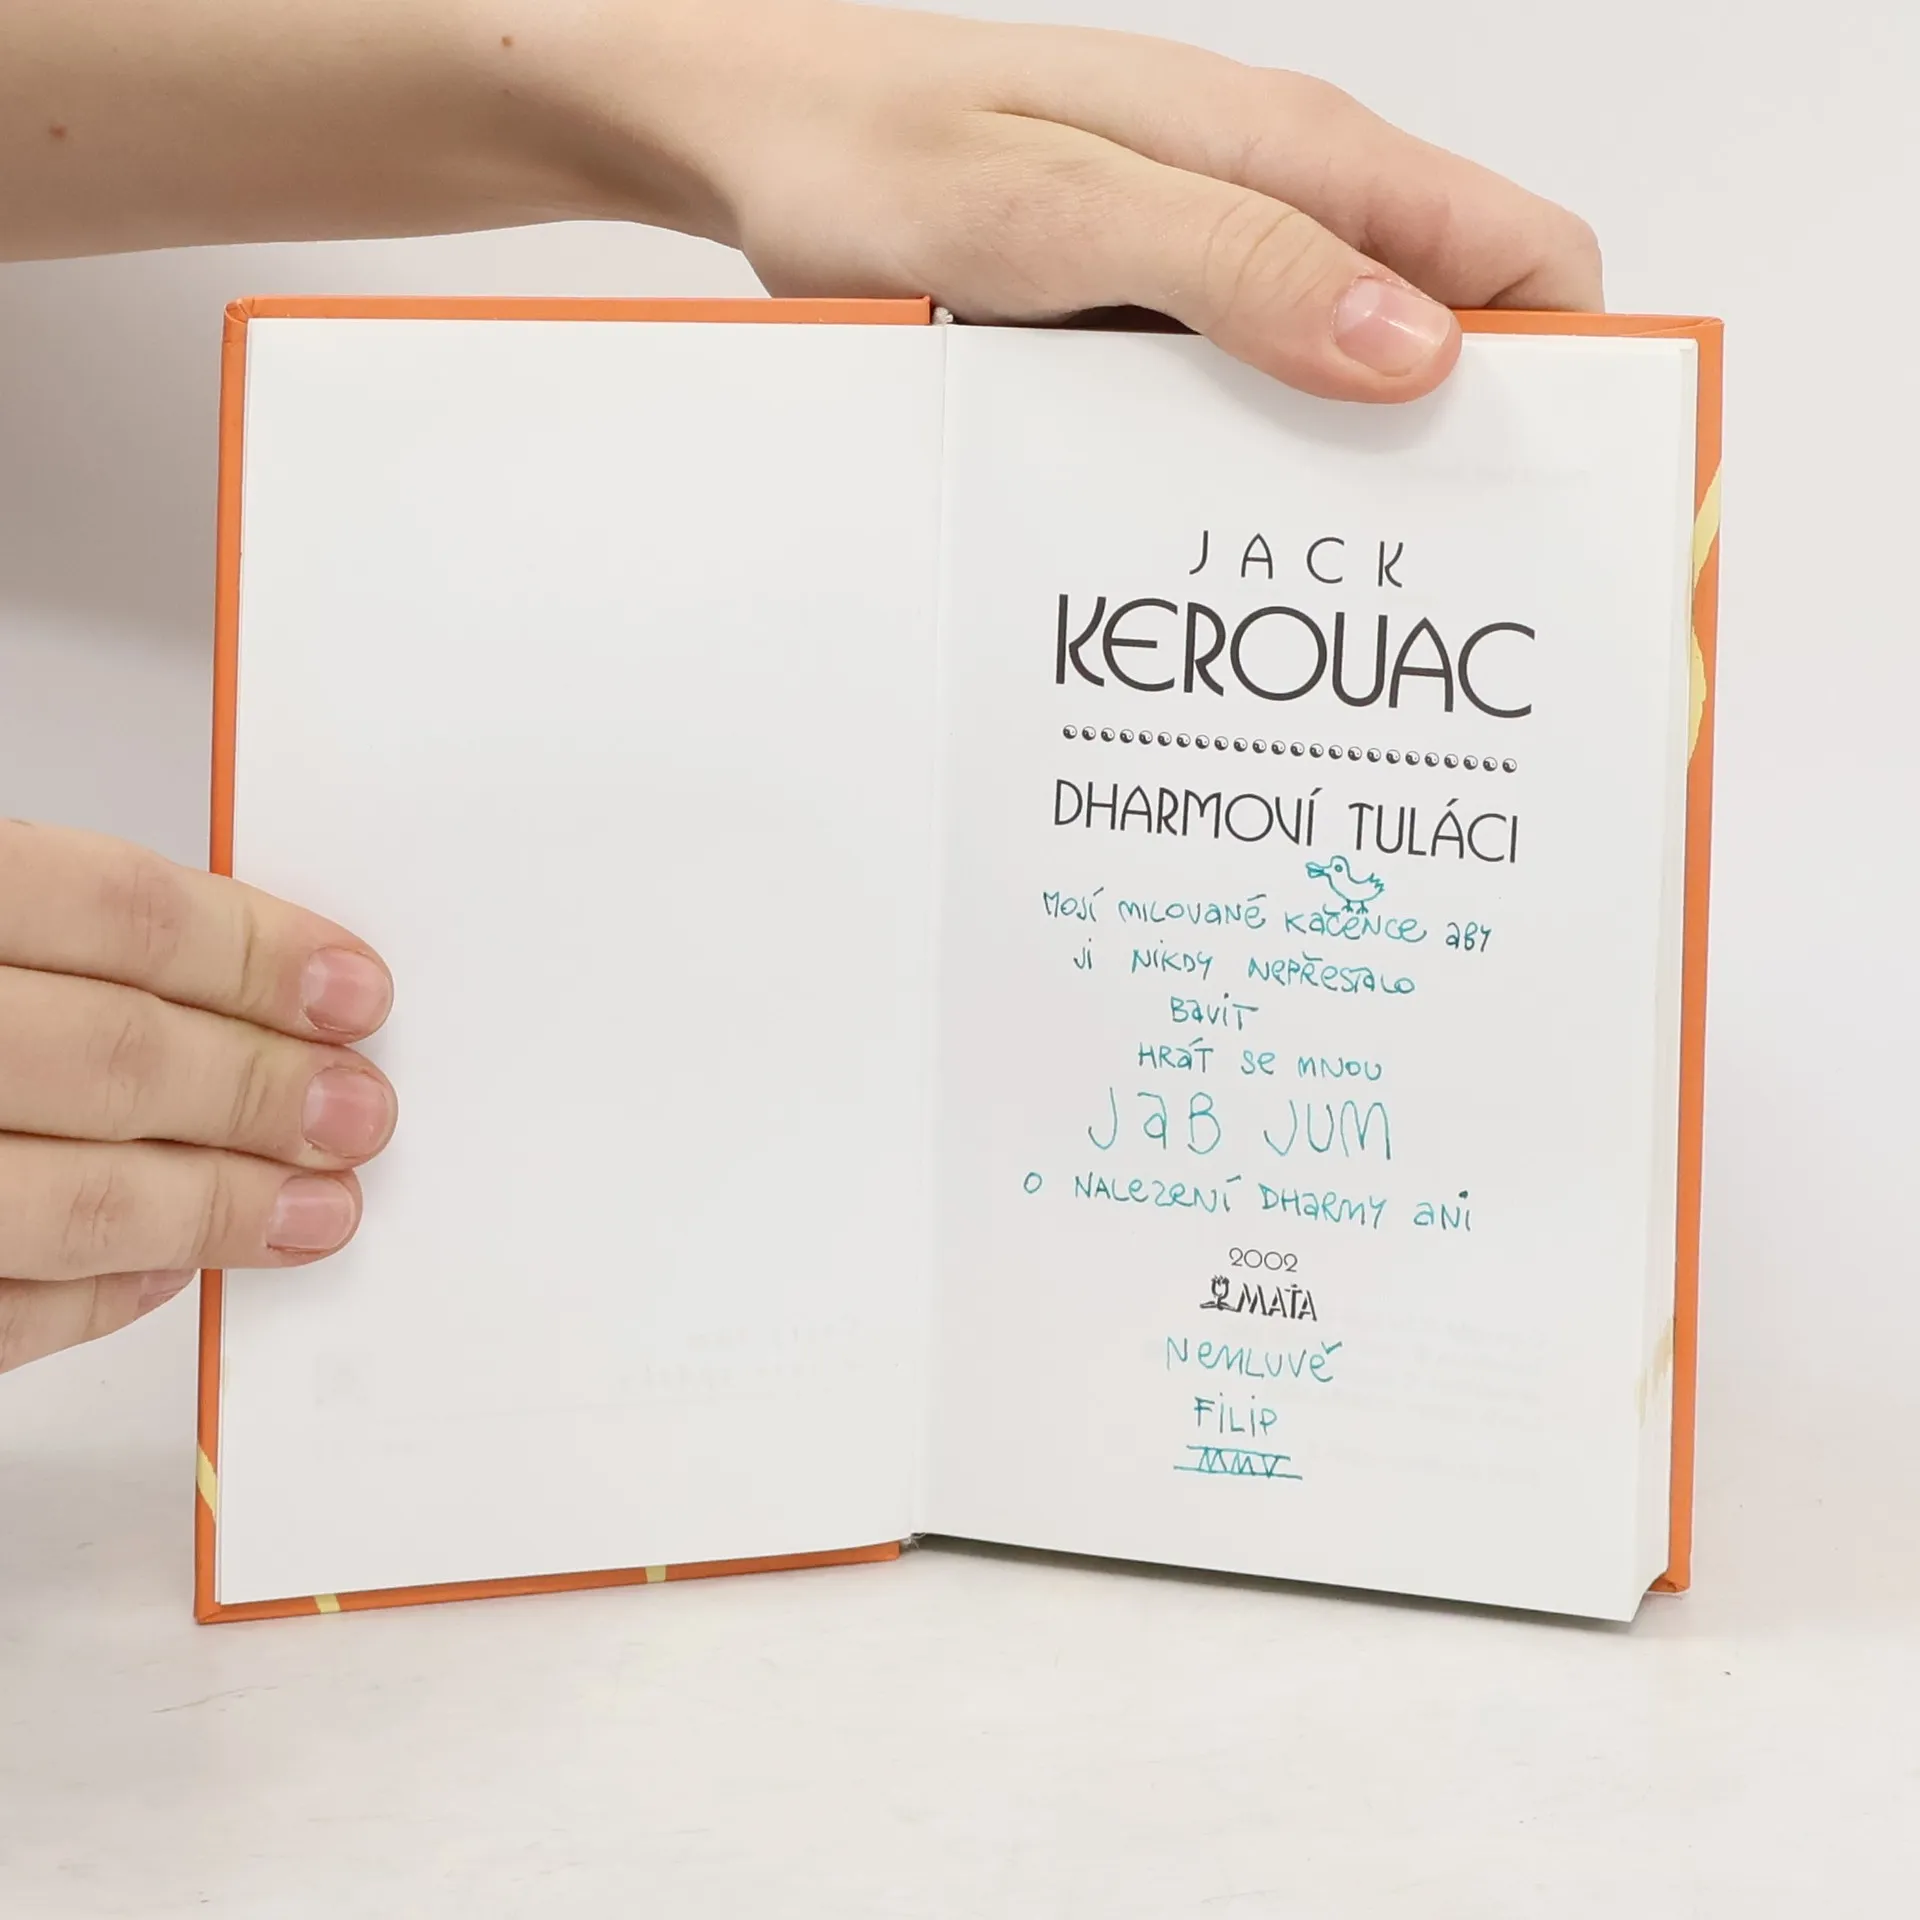 JACK
KEROUAC
DHARMOVÍ TULÁCI
MOJÍ MILOVANÉ KAČENCE ABY
JI NIKDY NEPŘESTALO
BAVIT
HRÁT SE MNOU
JAB JUM
O NALEZENÍ DHARMY ANI
2002
MAŤA
NEMLUVĚ
FILIP
MMV